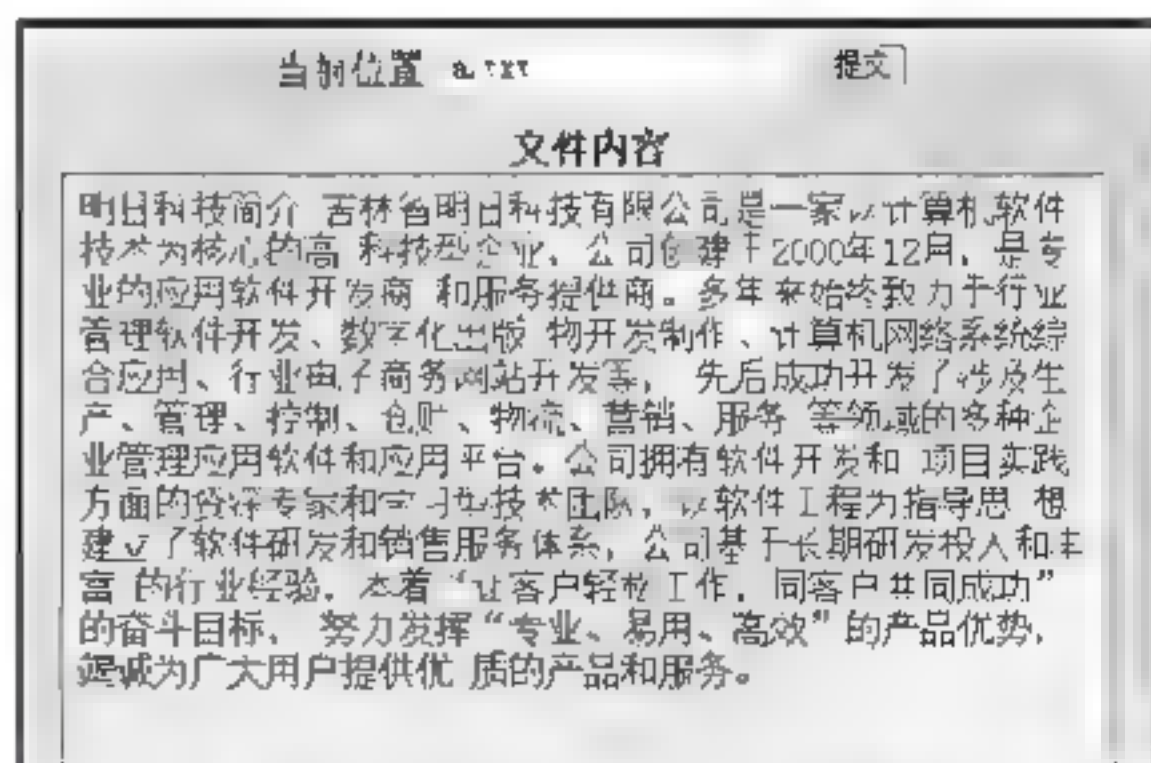 当前位置 a.txt 提交
文件内容
明日科技简介 吉林省明日科技有限公司是一家以计算机软件
技术为核心的高 科技型企业，公司创建于2000年12月，是专
业的应用软件开发商 和服务提供商。多年来始终致力于行业
管理软件开发、数字化出版 物开发制作、计算机网络系统综
合应用、行业电子商务网站开发等， 先后成功开发了涉及生
产、管理、控制、仓贮、物流、营销、服务 等领域的多种企
业管理应用软件和应用平台。公司拥有软件开发和 项目实践
方面的资深专家和学习型技术团队，以软件工程为指导思 想
建立了软件研发和销售服务体系，公司基于长期研发投入和丰
富 的行业经验，本着“让客户轻松工作，同客户共同成功”
的奋斗目标， 努力发挥“专业、易用、高效”的产品优势，
竭诚为广大用户提供优 质的产品和服务。